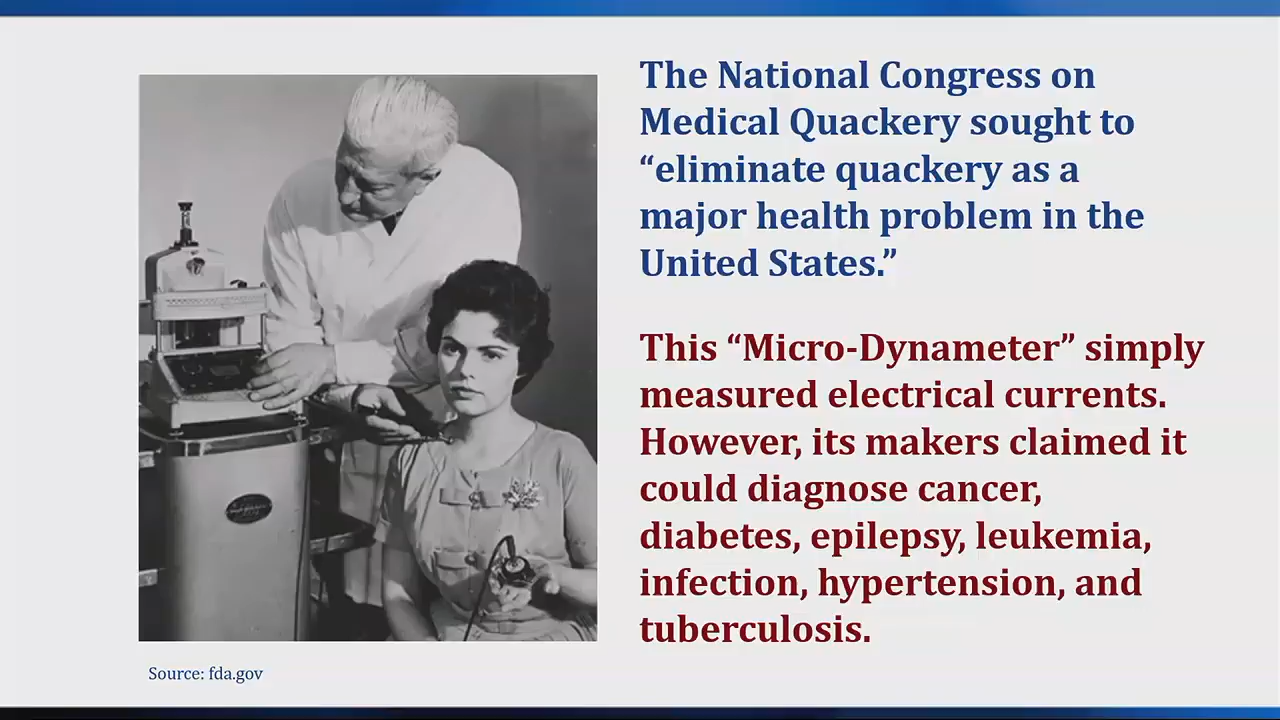 The National Congress on
Medical Quackery sought to
“eliminate quackery as a
major health problem in the
United States.”
This “Micro-Dynameter” simply
measured electrical currents.
However, its makers claimed it
could diagnose cancer,
diabetes, epilepsy, leukemia,
infection, hypertension, and
tuberculosis.
Source: fda.gov